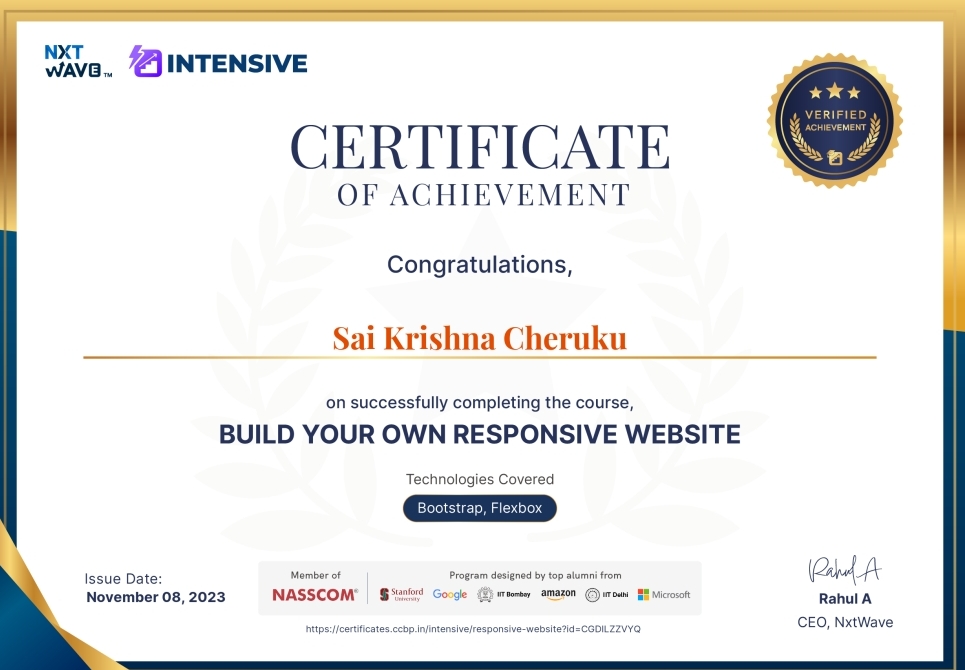 NXT
WAVE™
INTENSIVE
VERIFIED
ACHIEVEMENT
CERTIFICATE
OF ACHIEVEMENT
Congratulations,
Sai Krishna Cheruku
on successfully completing the course,
BUILD YOUR OWN RESPONSIVE WEBSITE
Technologies Covered
Bootstrap, Flexbox
Issue Date:
November 08, 2023
Member of
NASSCOM®
Program designed by top alumni from
Stanford
University
Google
IIT Bombay
amazon
IIT Delhi
Microsoft
https://certificates.ccbp.in/intensive/responsive-website?id=CGDILZZVYQ
Rahul A
Rahul A
CEO, NxtWave